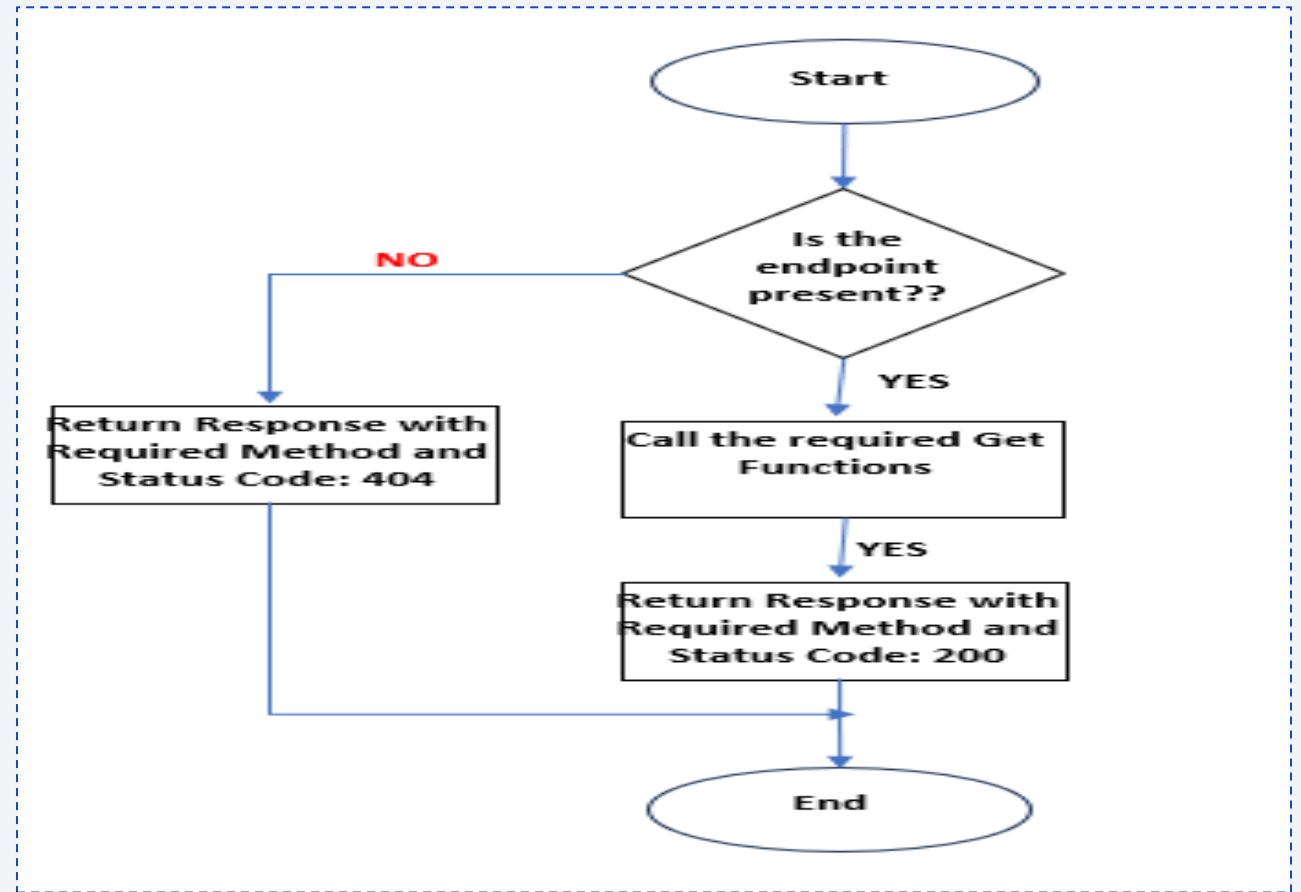 Start
Is the
endpoint
present??
NO
YES
Return Response with
Required Method and
Status Code: 404
Call the required Get
Functions
YES
Return Response with
Required Method and
Status Code: 200
End